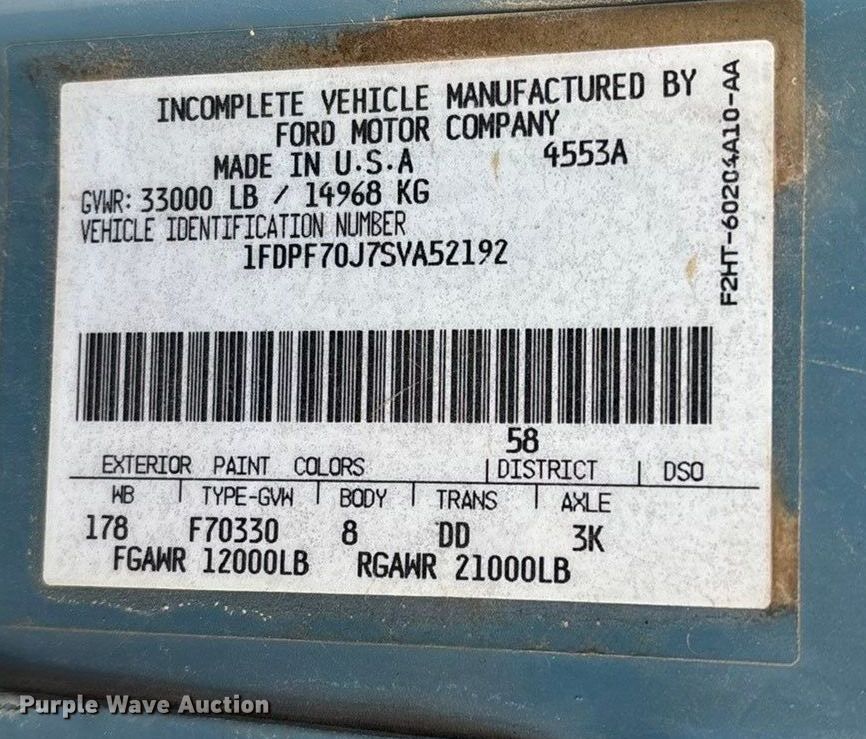 INCOMPLETE VEHICLE MANUFACTURED BY
FORD MOTOR COMPANY
MADE IN U.S.A 4553A
GVWR: 33000 LB / 14968 KG
VEHICLE IDENTIFICATION NUMBER
1FDPF70J7SVA52192
F2HT-60204A10-AA
58
EXTERIOR PAINT COLORS | DISTRICT | DSO
WB | TYPE-GVW | BODY | TRANS | AXLE
178 F70330 8 DD 3K
FGAWR 12000LB RGAWR 21000LB
Purple Wave Auction